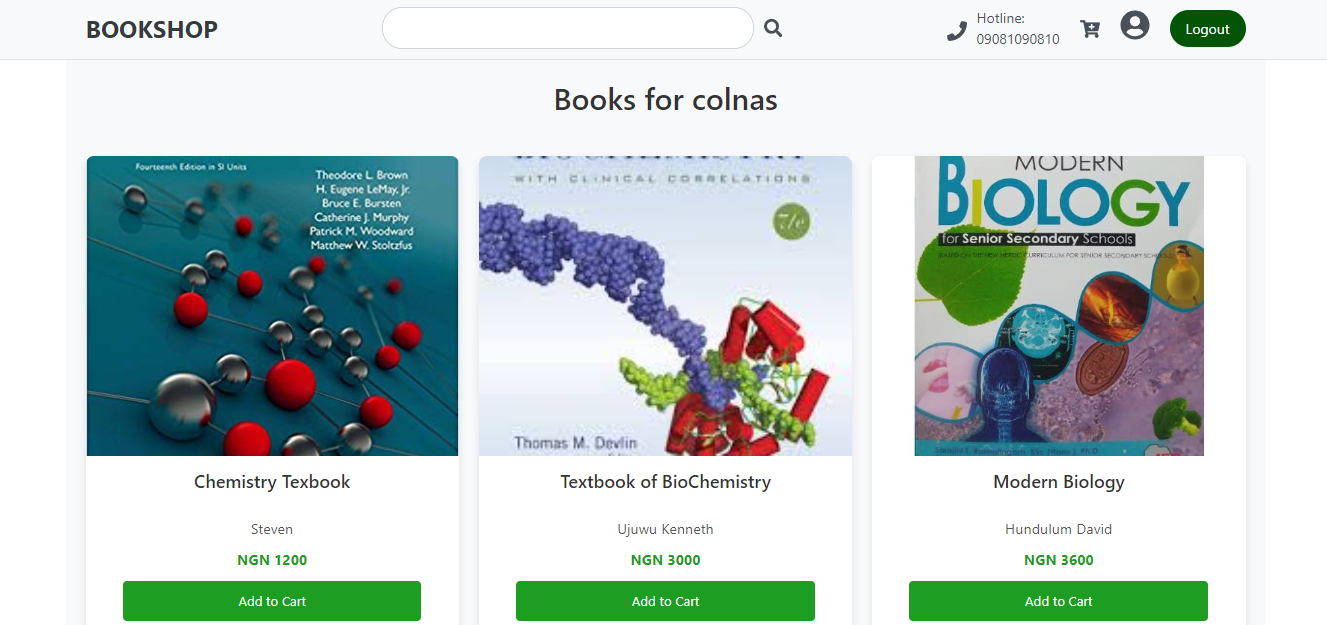 BOOKSHOP
Hotline:
09081090810
Logout
Books for colnas
Fourteenth Edition in SI Units
Theodore L. Brown
H. Eugene LeMay, Jr.
Bruce E. Bursten
Catherine J. Murphy
Patrick M. Woodward
Matthew W. Stoltzfus
WITH CLINICAL CORRELATIONS
7/e
Thomas M. Devlin
MODERN
BIOLOGY
for Senior Secondary Schools
BASED ON THE NEW NERDC CURRICULUM FOR SENIOR SECONDARY SCHOOLS
Chemistry Texbook
Textbook of BioChemistry
Modern Biology
Steven
Ujuwu Kenneth
Hundulum David
NGN 1200
NGN 3000
NGN 3600
Add to Cart
Add to Cart
Add to Cart